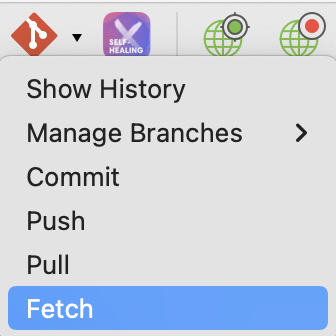 SELF-
HEALING
Show History
Manage Branches
Commit
Push
Pull
Fetch